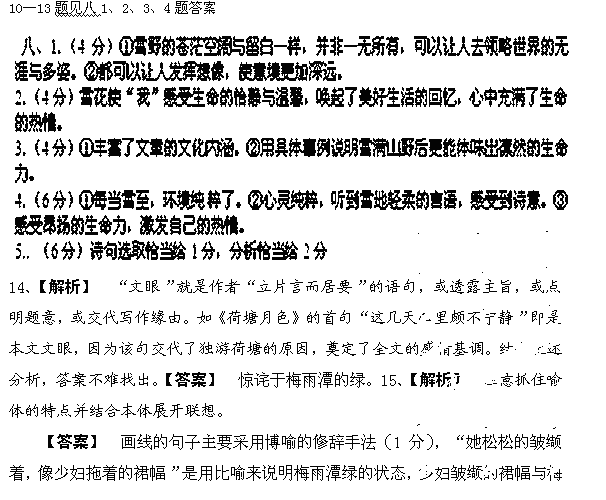 10—13题见八1、2、3、4题答案
八、1.(4分)①雪野的苍茫空阔与留白一样，并非一无所有，可以让人去领略世界的无
涯与多姿。②都可以让人发挥想像，使意境更加深远。
2.(4分)雪花使“我”感受生命的恬静与温馨，唤起了美好生活的回忆，心中充满了生命
的热情。
3.(4分)①丰富了文章的文化内涵。②用具体事例说明雪满山野后更能体味出凛然的生命
力。
4.(6分)①每当雪至，环境纯粹了。②心灵纯粹，听到雪地轻柔的言语，感受到诗意。③
感受昂扬的生命力，激发自己的热情。
5..(6分)诗句选取恰当给1分，分析恰当给2分
14、【解析】 “文眼”就是作者“立片言而居要”的语句，或透露主旨，或点
明题意，或交代写作缘由。如《荷塘月色》的首句“这几天 里颇不宁静”即是
本文文眼，因为该句交代了独游荷塘的原因，奠定了全文的感情基调。
分析，答案不难找出。【答案】 惊诧于梅雨潭的绿。15、【解析】 意抓住喻
体的特点并结合本体展开联想。
【答案】 画线的句子主要采用博喻的修辞手法（1分），“她松松的皱缬
着，像少妇拖着的裙幅”是用比喻来说明梅雨潭绿的状态，少妇皱缬的裙幅与